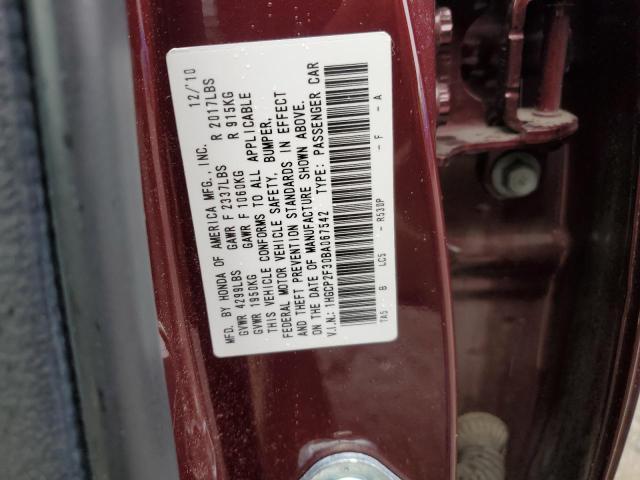 MFD. BY HONDA OF AMERICA MFG., INC. 12/10
GVWR 4299LBS GAWR F 2337LBS R 2017LBS
GVWR 1950KG GAWR F 1060KG R 915KG
THIS VEHICLE CONFORMS TO ALL APPLICABLE
FEDERAL MOTOR VEHICLE SAFETY, BUMPER,
AND THEFT PREVENTION STANDARDS IN EFFECT
ON THE DATE OF MANUFACTURE SHOWN ABOVE.
V.I.N.: 1HGCP2F30BA067542 TYPE: PASSENGER CAR
TA5 B LC5 - R530P - F - A